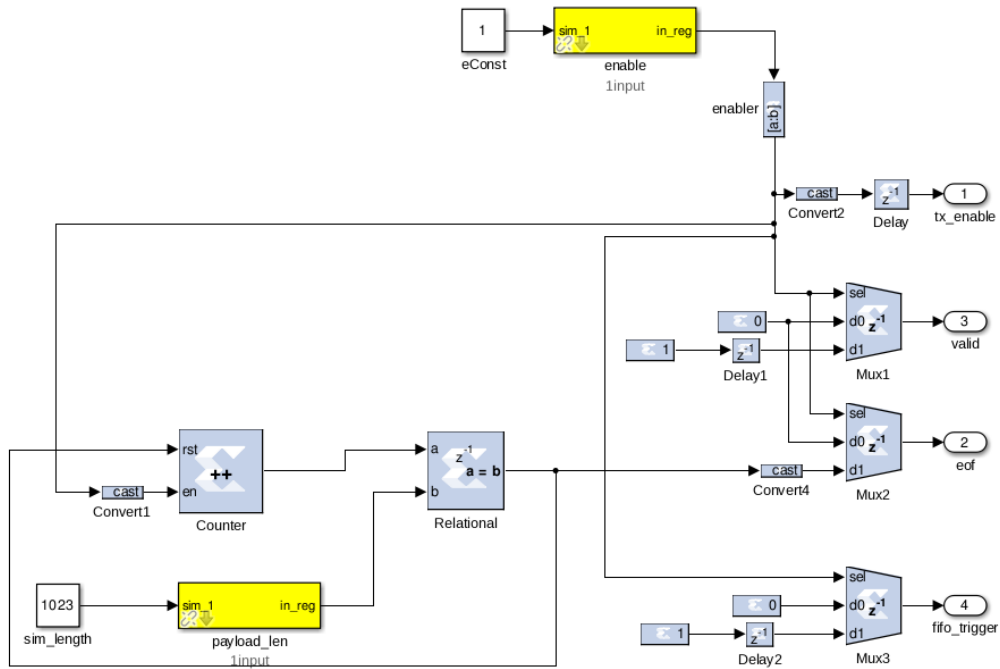 1
eConst
sim_1
in_reg
enable
1input
enabler
[a:b]
cast
Convert2
z⁻¹
Delay
1
tx_enable
sel
d0
d1
z⁻¹
Mux1
0
1
z⁻¹
Delay1
3
valid
sel
d0
d1
z⁻¹
Mux2
2
eof
rst
en
++
Counter
cast
Convert1
a
b
z⁻¹
a = b
Relational
cast
Convert4
1023
sim_length
sim_1
in_reg
payload_len
1input
sel
d0
d1
z⁻¹
Mux3
0
1
z⁻¹
Delay2
4
fifo_trigger